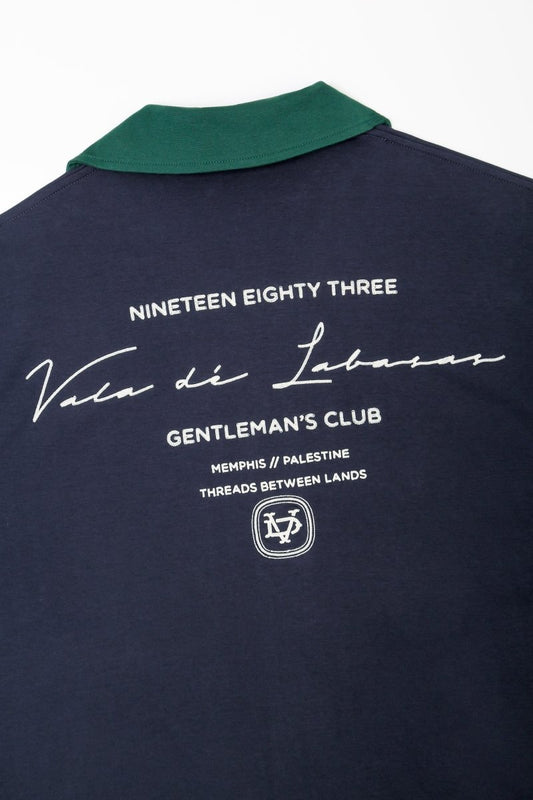 NINETEEN EIGHTY THREE
Vala dé Labasas
GENTLEMAN'S CLUB
MEMPHIS // PALESTINE
THREADS BETWEEN LANDS